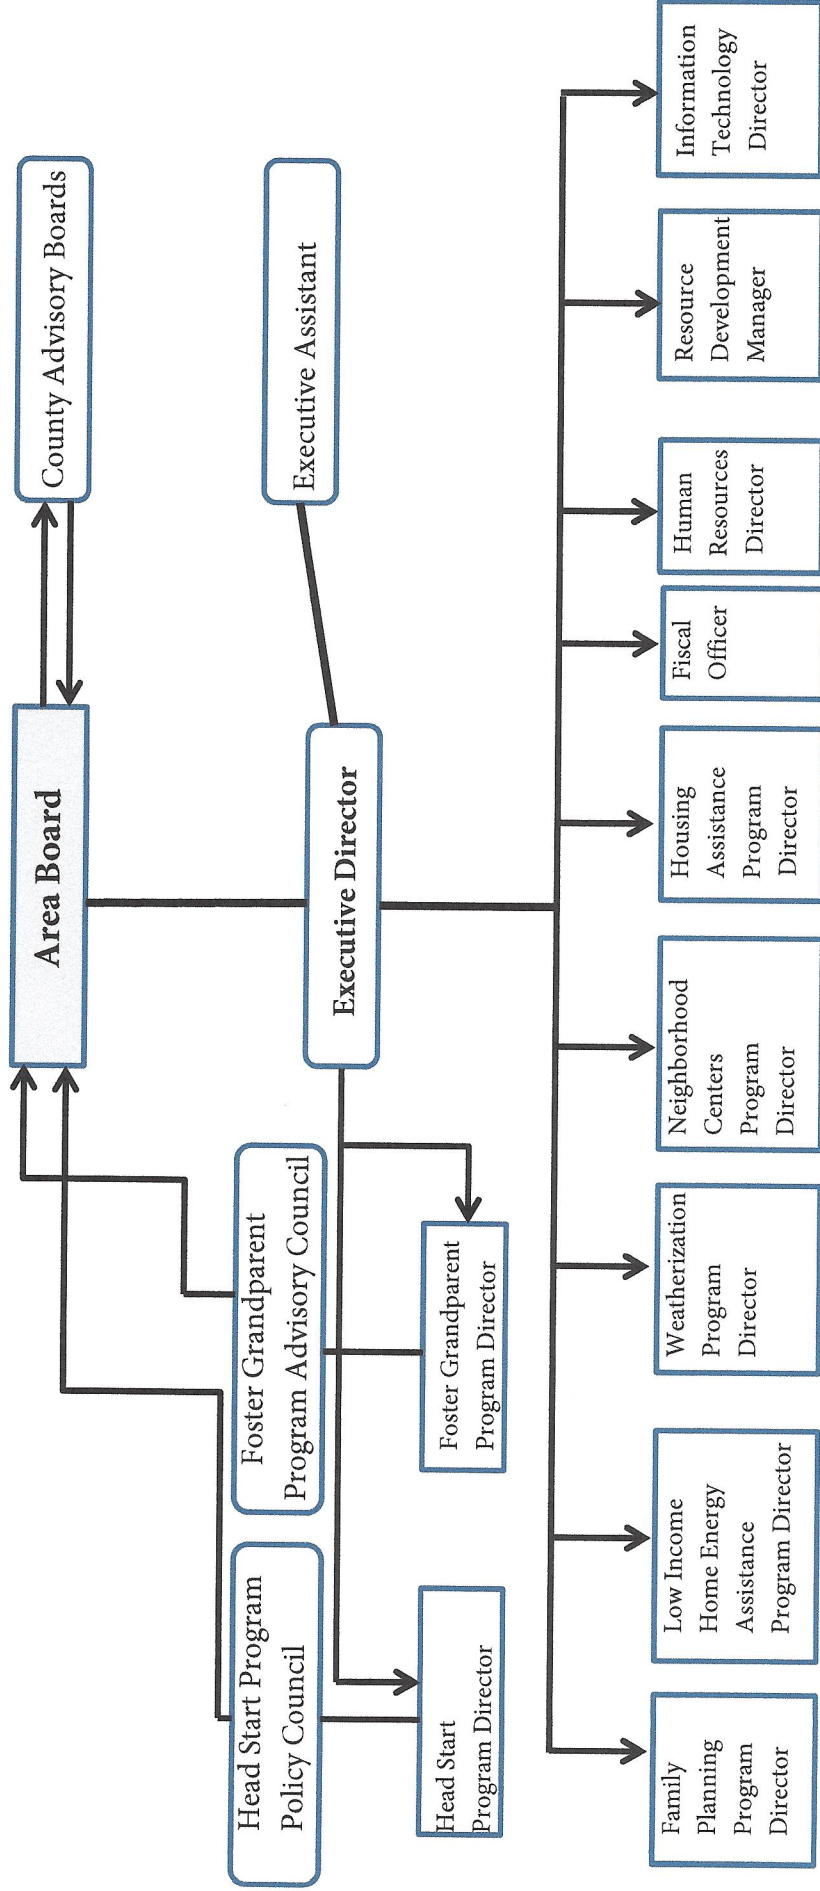 Area Board
County Advisory Boards
Head Start Program
Policy Council
Foster Grandparent
Program Advisory Council
Executive Director
Executive Assistant
Head Start
Program Director
Foster Grandparent
Program Director
Family
Planning
Program
Director
Low Income
Home Energy
Assistance
Program Director
Weatherization
Program
Director
Neighborhood
Centers
Program
Director
Housing
Assistance
Program
Director
Fiscal
Officer
Human
Resources
Director
Resource
Development
Manager
Information
Technology
Director